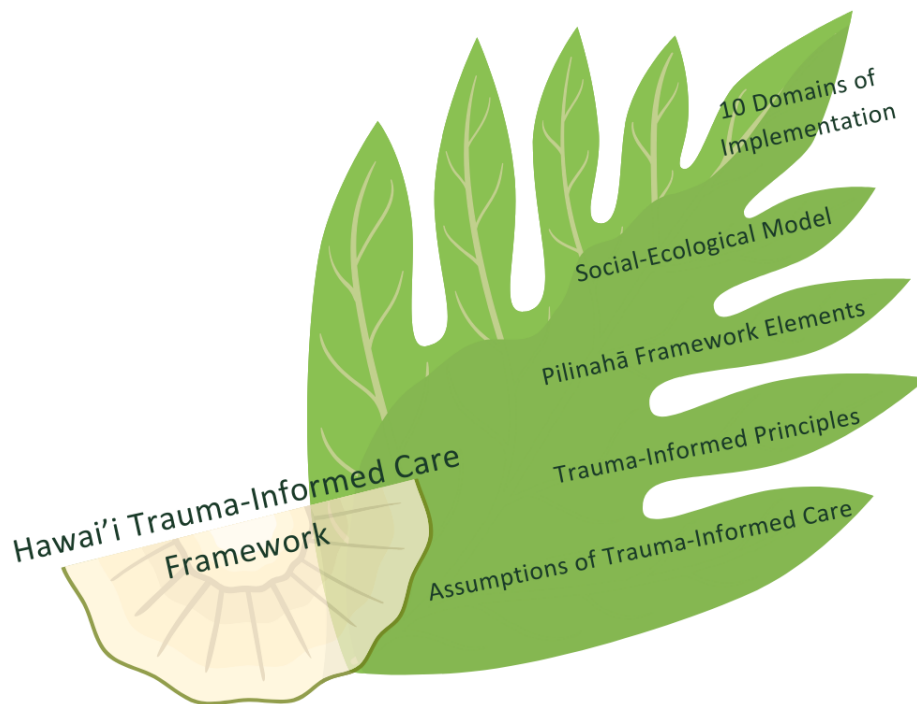 10 Domains of
Implementation
Social-Ecological Model
Pilinahā Framework Elements
Trauma-Informed Principles
Assumptions of Trauma-Informed Care
Hawai’i Trauma-Informed Care
Framework